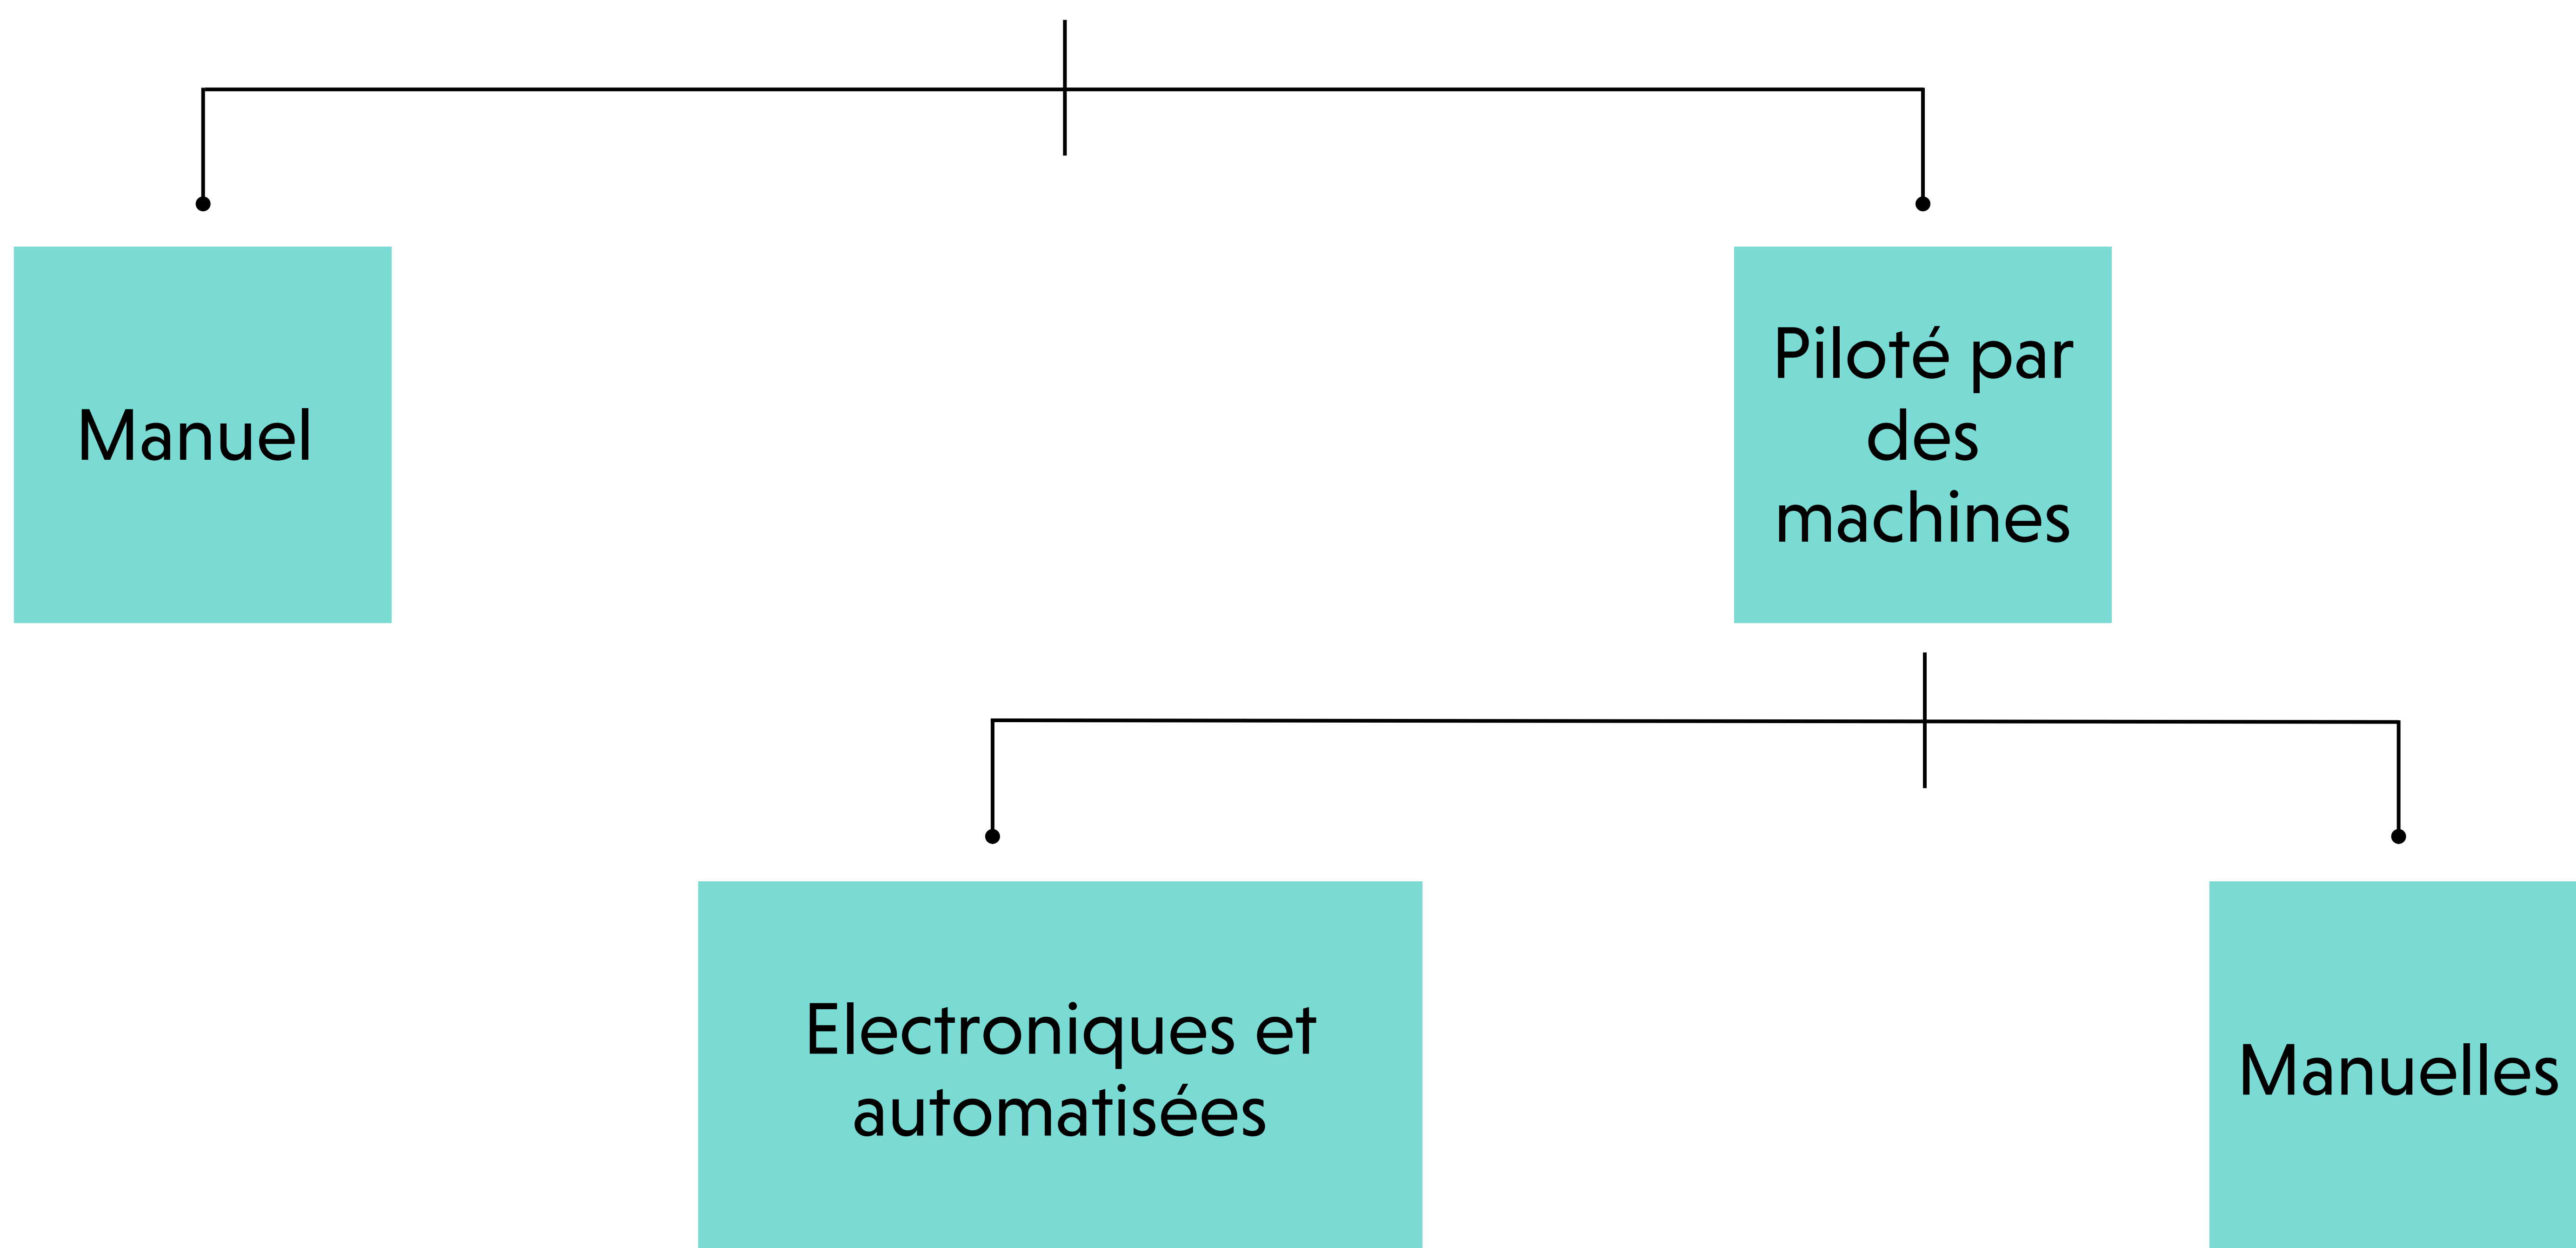 Manuel
Piloté par
des
machines
Electroniques et
automatisées
Manuelles